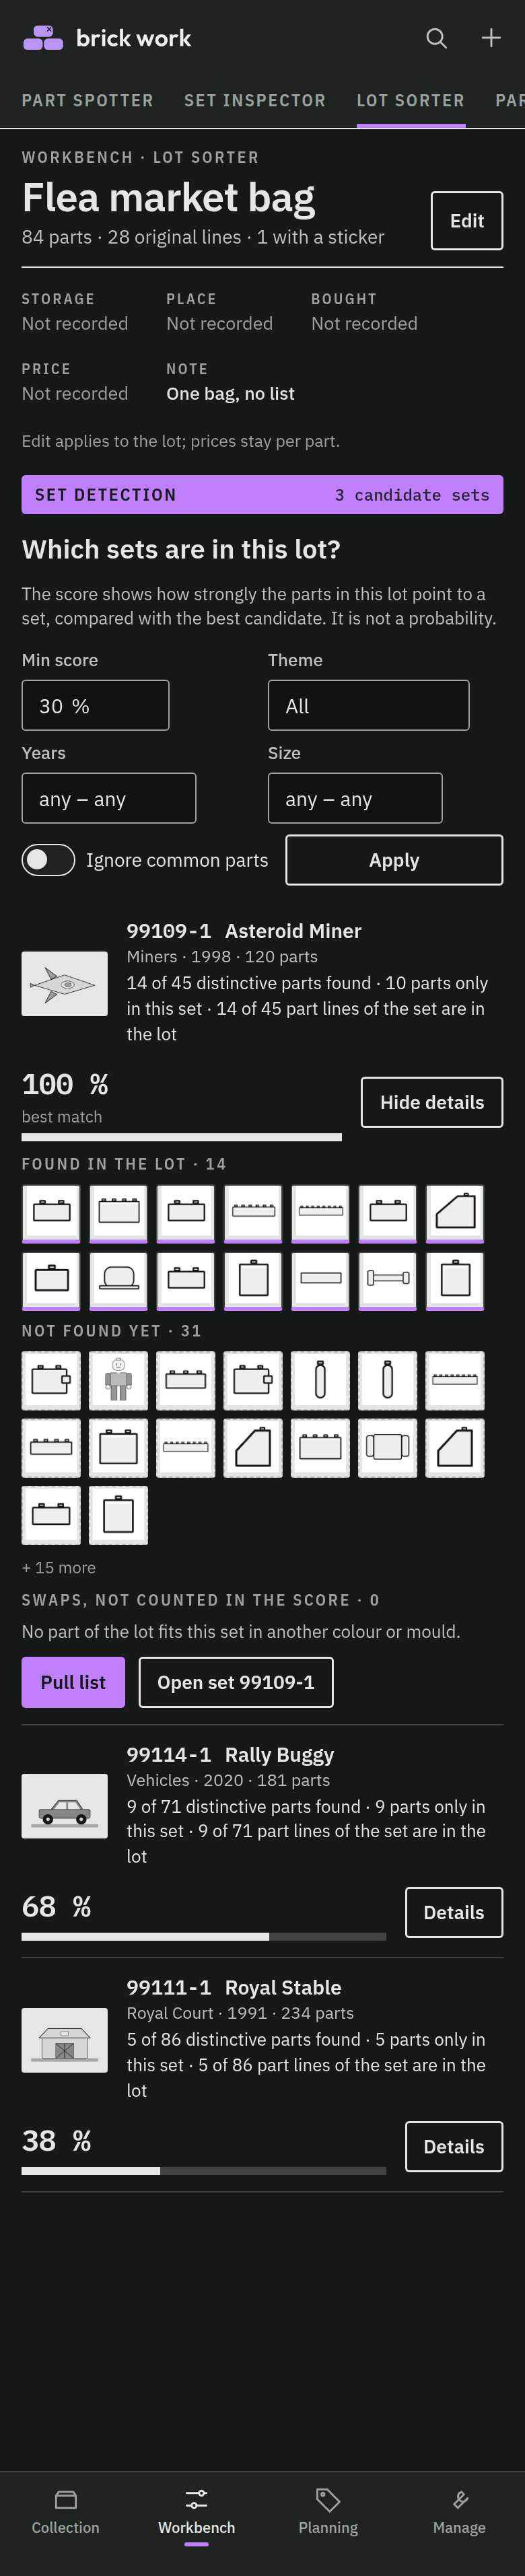 brick work
PART SPOTTER SET INSPECTOR LOT SORTER PAR
WORKBENCH · LOT SORTER
Flea market bag
84 parts · 28 original lines · 1 with a sticker
Edit
STORAGE PLACE BOUGHT
Not recorded Not recorded Not recorded
PRICE NOTE
Not recorded One bag, no list
Edit applies to the lot; prices stay per part.
SET DETECTION 3 candidate sets
Which sets are in this lot?
The score shows how strongly the parts in this lot point to a
set, compared with the best candidate. It is not a probability.
Min score Theme
30 % All
Years Size
any – any any – any
Ignore common parts Apply
99109-1 Asteroid Miner
Miners · 1998 · 120 parts
14 of 45 distinctive parts found · 10 parts only
in this set · 14 of 45 part lines of the set are in
the lot
100 %
best match
Hide details
FOUND IN THE LOT · 14
NOT FOUND YET · 31
+ 15 more
SWAPS, NOT COUNTED IN THE SCORE · 0
No part of the lot fits this set in another colour or mould.
Pull list Open set 99109-1
99114-1 Rally Buggy
Vehicles · 2020 · 181 parts
9 of 71 distinctive parts found · 9 parts only in
this set · 9 of 71 part lines of the set are in the
lot
68 % Details
99111-1 Royal Stable
Royal Court · 1991 · 234 parts
5 of 86 distinctive parts found · 5 parts only in
this set · 5 of 86 part lines of the set are in the
lot
38 % Details
Collection Workbench Planning Manage